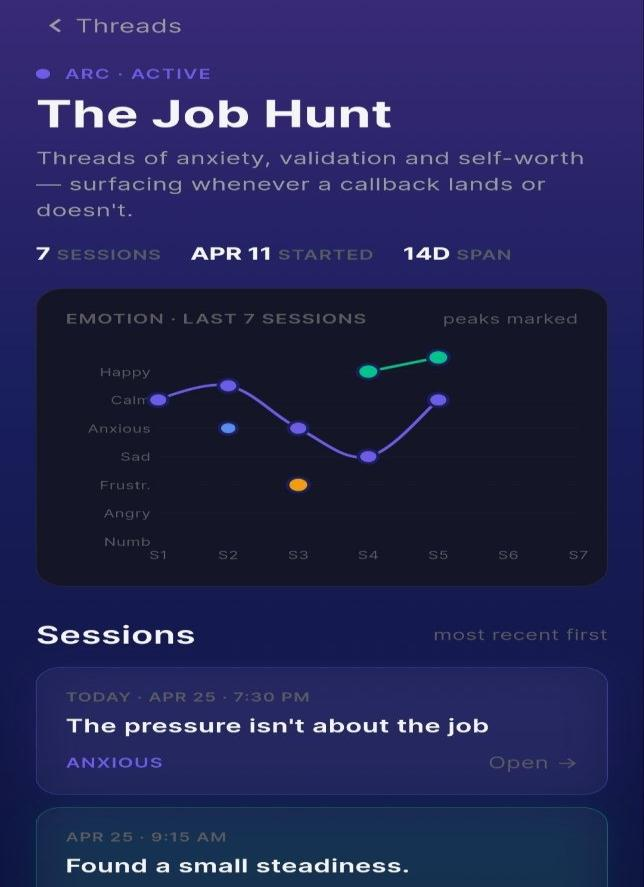 < Threads
ARC · ACTIVE
The Job Hunt
Threads of anxiety, validation and self-worth
— surfacing whenever a callback lands or
doesn't.
7 SESSIONS APR 11 STARTED 14D SPAN
EMOTION · LAST 7 SESSIONS peaks marked
Happy
Calm
Anxious
Sad
Frustr.
Angry
Numb
S1 S2 S3 S4 S5 S6 S7
Sessions most recent first
TODAY · APR 25 · 7:30 PM
The pressure isn't about the job
ANXIOUS Open →
APR 25 · 9:15 AM
Found a small steadiness.